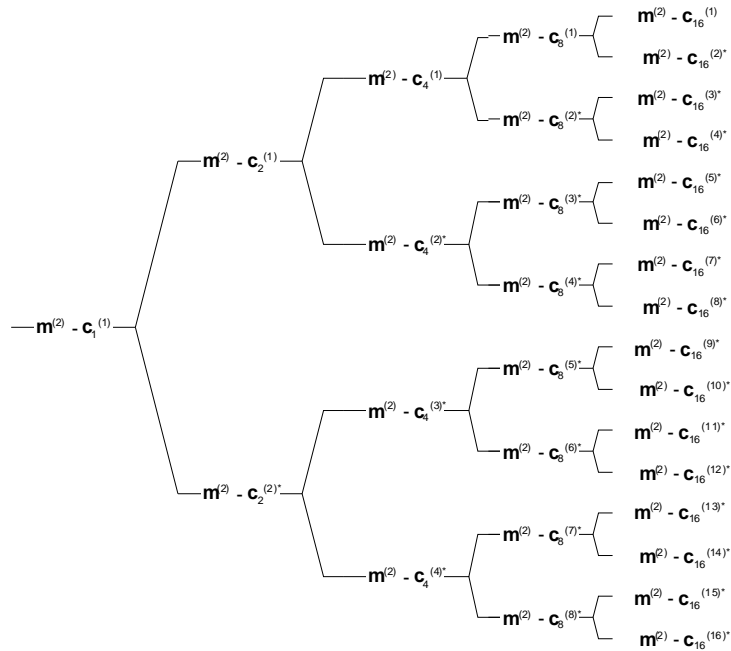 m⁽²⁾ - c₁⁽¹⁾
m⁽²⁾ - c₂⁽¹⁾
m⁽²⁾ - c₂⁽²⁾*
m⁽²⁾ - c₄⁽¹⁾
m⁽²⁾ - c₄⁽²⁾*
m⁽²⁾ - c₄⁽³⁾*
m⁽²⁾ - c₄⁽⁴⁾*
m⁽²⁾ - c₈⁽¹⁾
m⁽²⁾ - c₈⁽²⁾*
m⁽²⁾ - c₈⁽³⁾*
m⁽²⁾ - c₈⁽⁴⁾*
m⁽²⁾ - c₈⁽⁵⁾*
m⁽²⁾ - c₈⁽⁶⁾*
m⁽²⁾ - c₈⁽⁷⁾*
m⁽²⁾ - c₈⁽⁸⁾*
m⁽²⁾ - c₁₆⁽¹⁾
m⁽²⁾ - c₁₆⁽²⁾*
m⁽²⁾ - c₁₆⁽³⁾*
m⁽²⁾ - c₁₆⁽⁴⁾*
m⁽²⁾ - c₁₆⁽⁵⁾*
m⁽²⁾ - c₁₆⁽⁶⁾*
m⁽²⁾ - c₁₆⁽⁷⁾*
m⁽²⁾ - c₁₆⁽⁸⁾*
m⁽²⁾ - c₁₆⁽⁹⁾*
m⁽²⁾ - c₁₆⁽¹⁰⁾*
m⁽²⁾ - c₁₆⁽¹¹⁾*
m⁽²⁾ - c₁₆⁽¹²⁾*
m⁽²⁾ - c₁₆⁽¹³⁾*
m⁽²⁾ - c₁₆⁽¹⁴⁾*
m⁽²⁾ - c₁₆⁽¹⁵⁾*
m⁽²⁾ - c₁₆⁽¹⁶⁾*